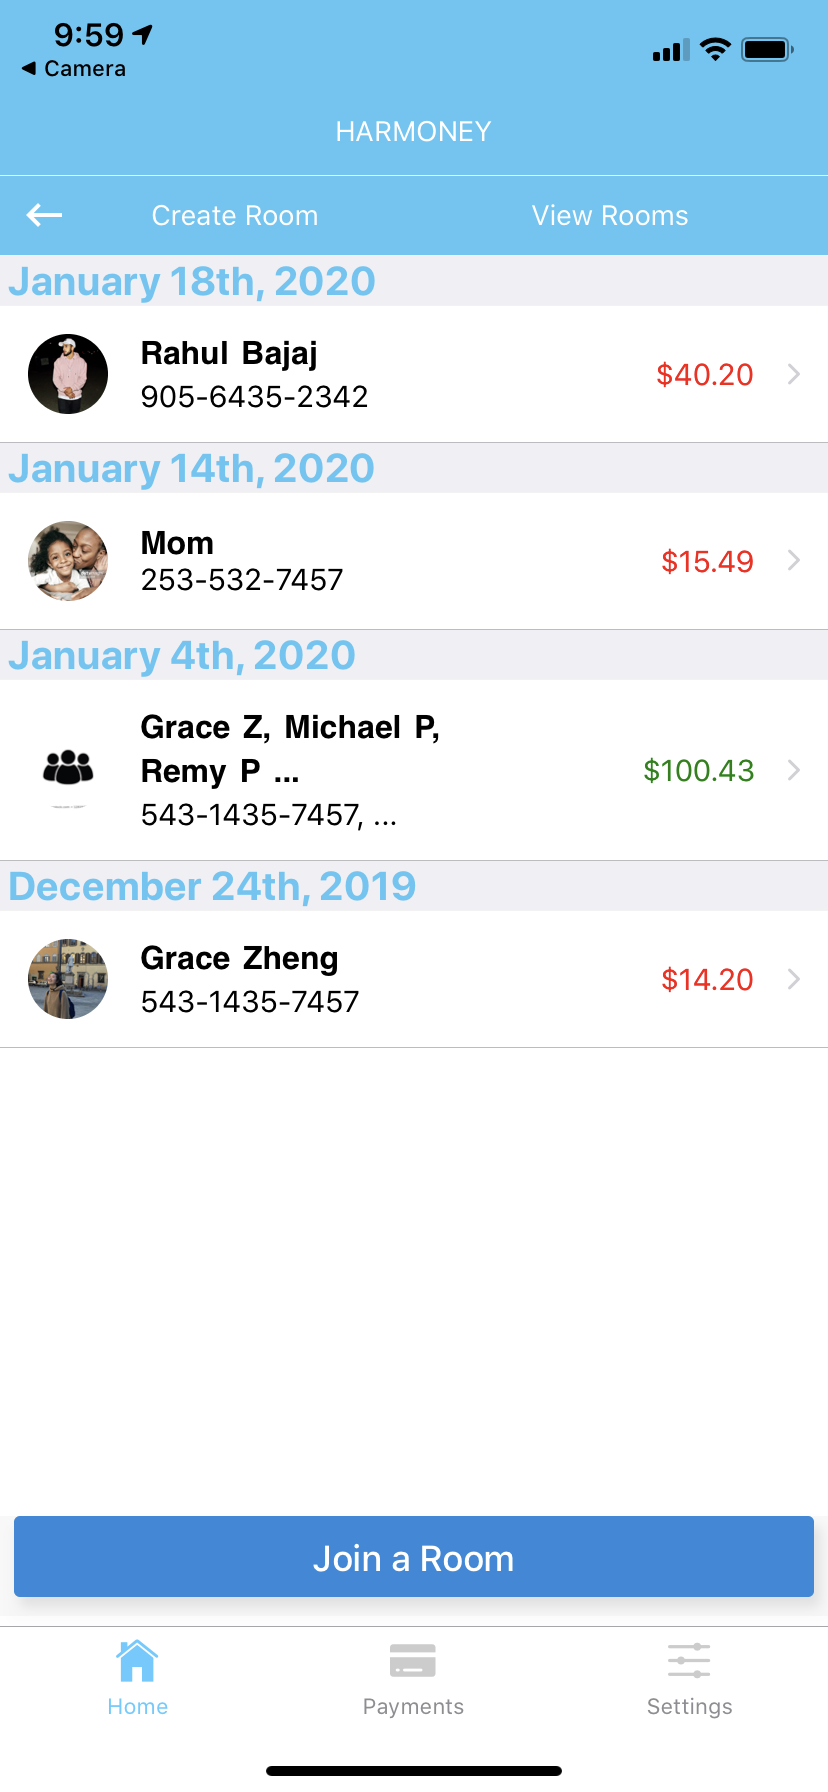 9:59
◀ Camera
HARMONEY
Create Room
View Rooms
January 18th, 2020
Rahul Bajaj
905-6435-2342
$40.20
January 14th, 2020
Mom
253-532-7457
$15.49
January 4th, 2020
Grace Z, Michael P,
Remy P ...
543-1435-7457, ...
$100.43
December 24th, 2019
Grace Zheng
543-1435-7457
$14.20
Join a Room
Home
Payments
Settings